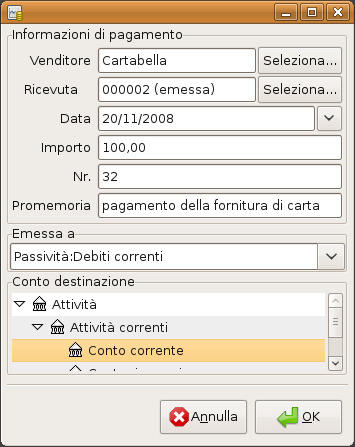 Informazioni di pagamento
Venditore Cartabella Seleziona...
Ricevuta 000002 (emessa) Seleziona...
Data 20/11/2008
Importo 100,00
Nr. 32
Promemoria pagamento della fornitura di carta
Emessa a
Passività:Debiti correnti
Conto destinazione
Attività
Attività correnti
Conto corrente
Annulla OK